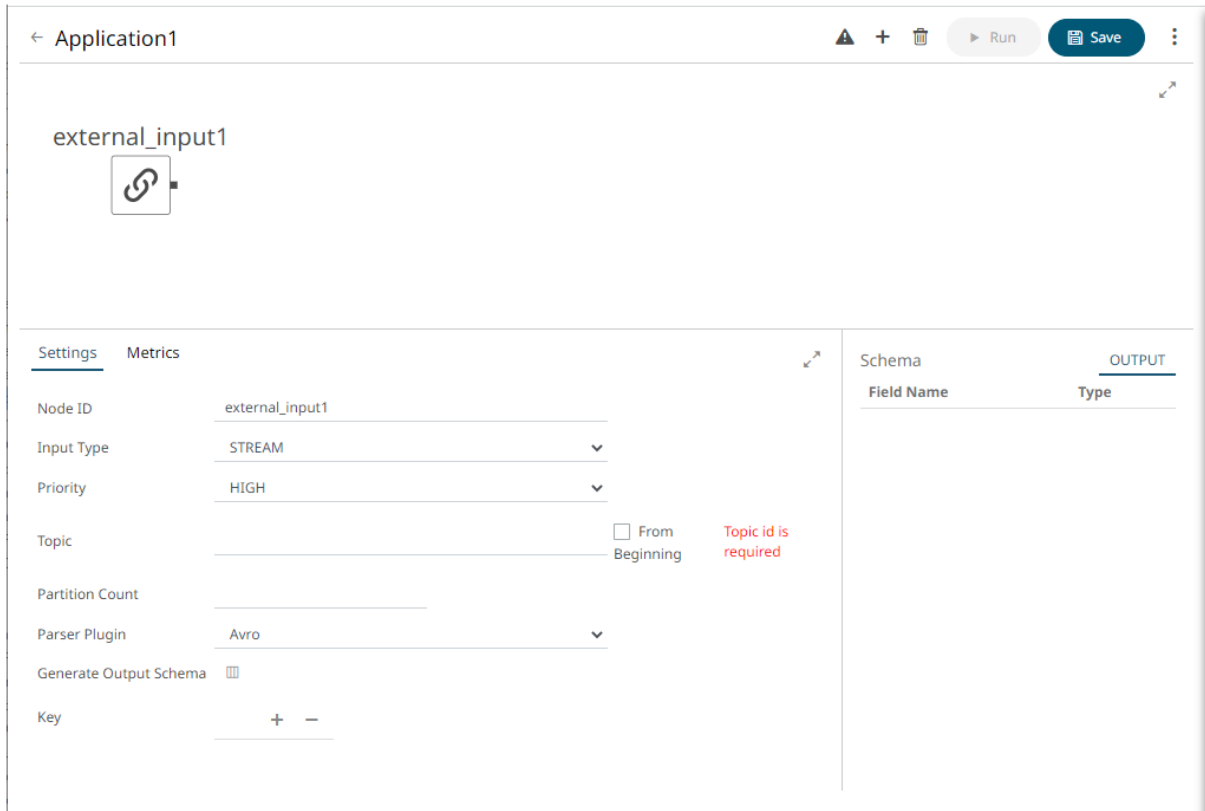 Application1
Run
Save
external_input1
Settings Metrics
Schema OUTPUT
Field Name Type
Node ID external_input1
Input Type STREAM
Priority HIGH
Topic
From
Beginning
Topic id is
required
Partition Count
Parser Plugin Avro
Generate Output Schema
Key